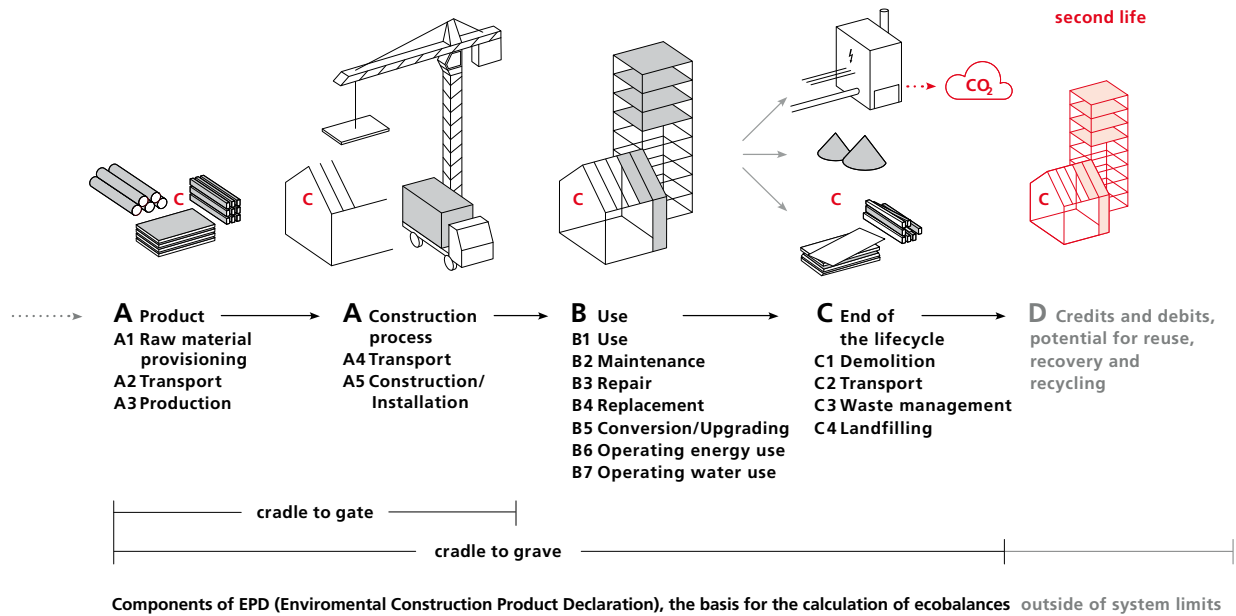 second life
CO2
C
C
C
C
C
A Product
A1 Raw material
provisioning
A2 Transport
A3 Production
A Construction
process
A4 Transport
A5 Construction/
Installation
B Use
B1 Use
B2 Maintenance
B3 Repair
B4 Replacement
B5 Conversion/Upgrading
B6 Operating energy use
B7 Operating water use
C End of
the lifecycle
C1 Demolition
C2 Transport
C3 Waste management
C4 Landfilling
D Credits and debits,
potential for reuse,
recovery and
recycling
cradle to gate
cradle to grave
Components of EPD (Enviromental Construction Product Declaration), the basis for the calculation of ecobalances outside of system limits